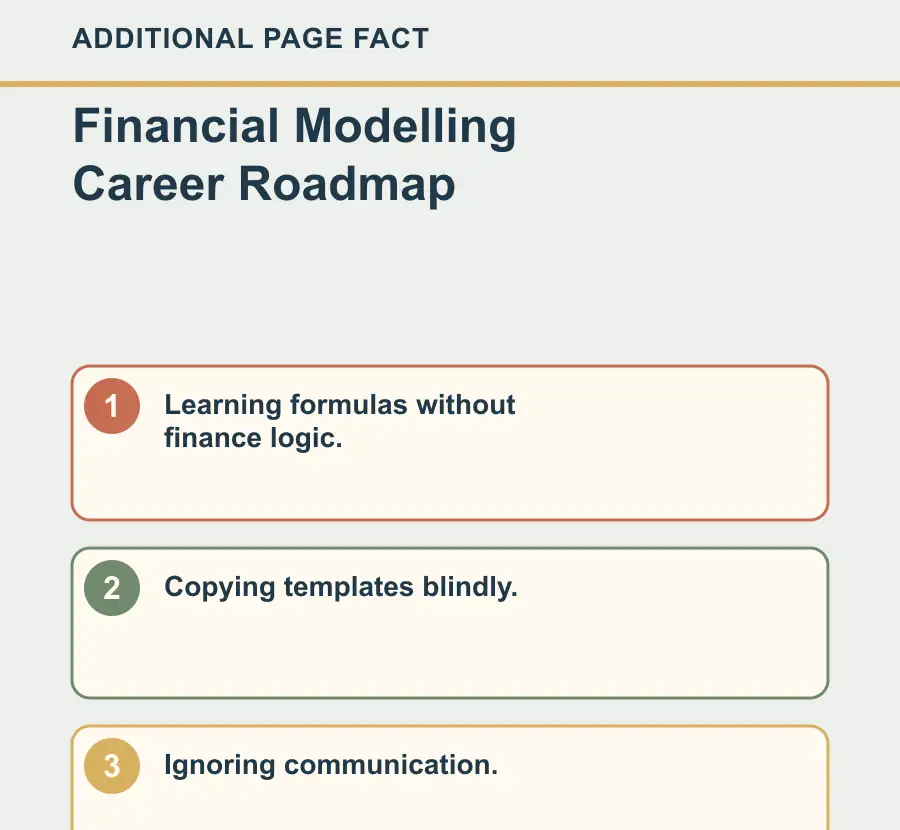 ADDITIONAL PAGE FACT
Financial Modelling
Career Roadmap
1
Learning formulas without
finance logic.
2
Copying templates blindly.
3
Ignoring communication.